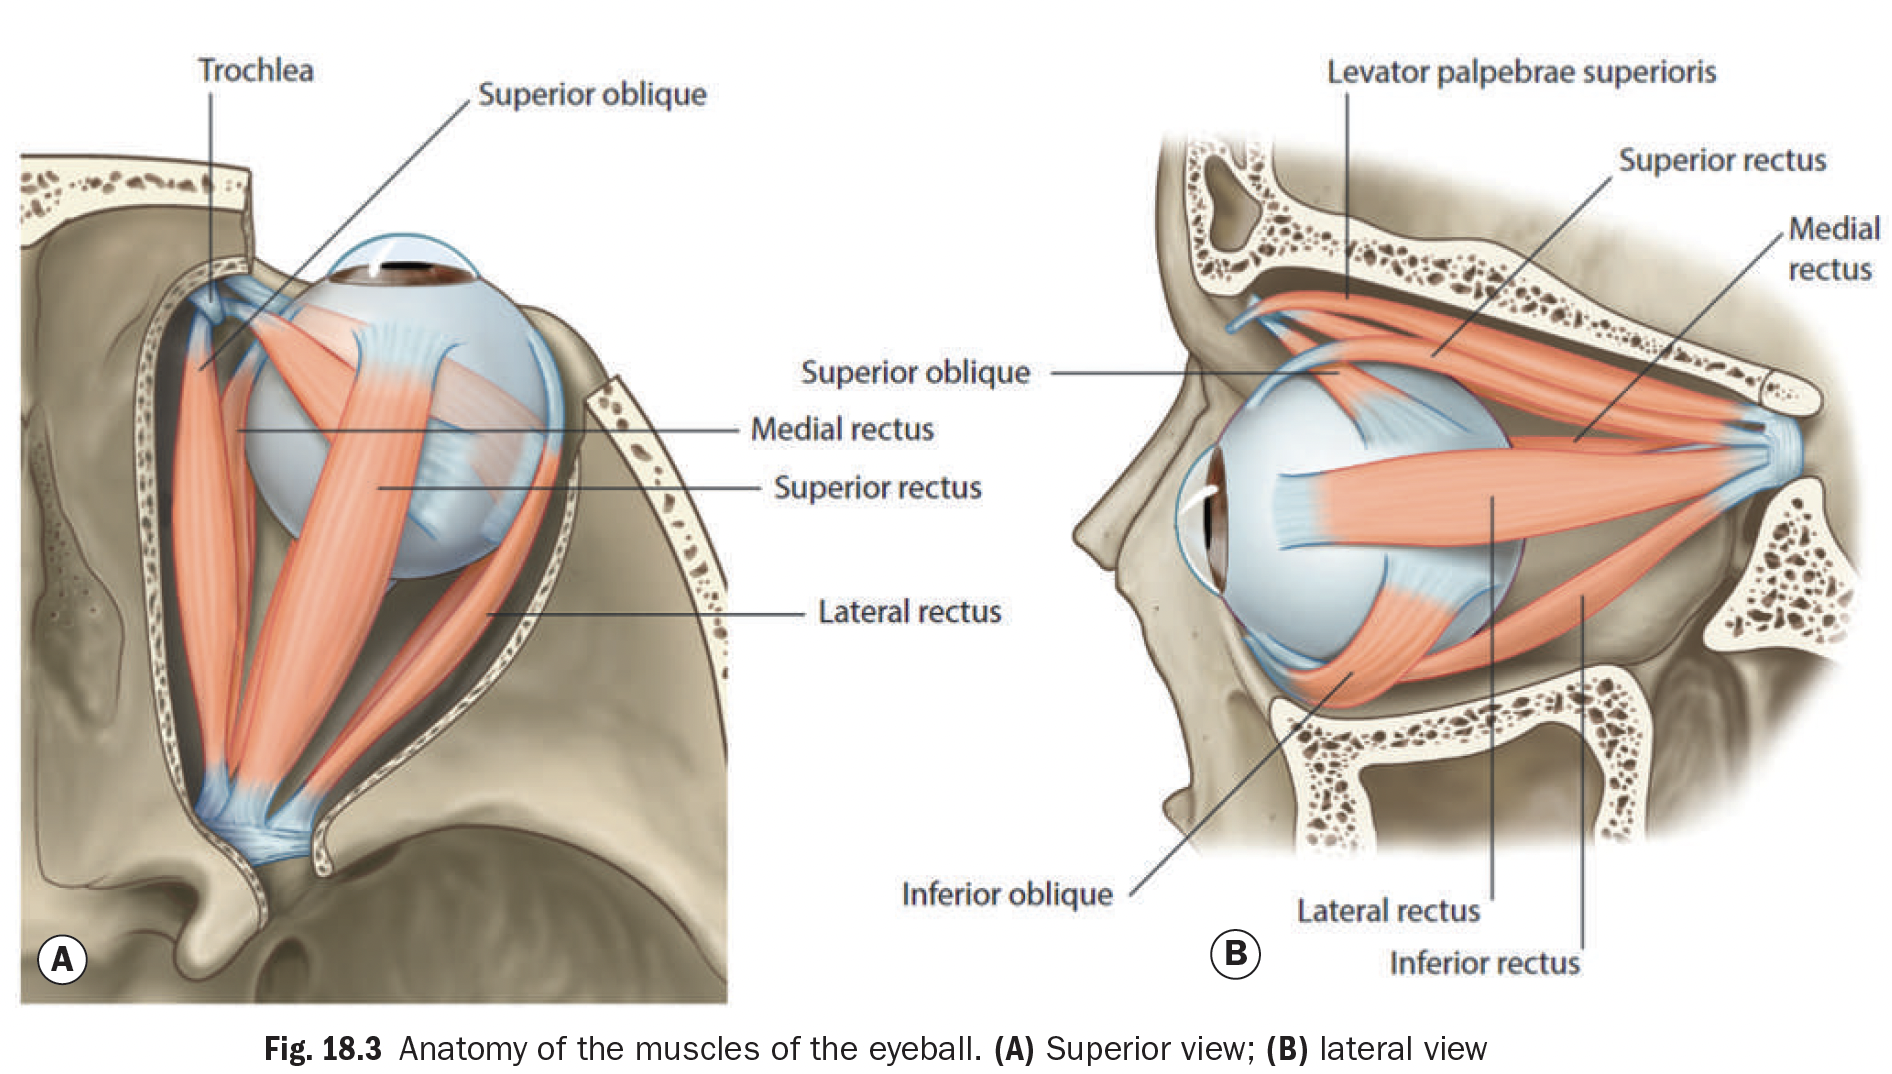 Trochlea
Superior oblique
Medial rectus
Superior rectus
Lateral rectus
A
Levator palpebrae superioris
Superior rectus
Medial
rectus
Superior oblique
Inferior oblique
Lateral rectus
Inferior rectus
B
Fig. 18.3 Anatomy of the muscles of the eyeball. (A) Superior view; (B) lateral view